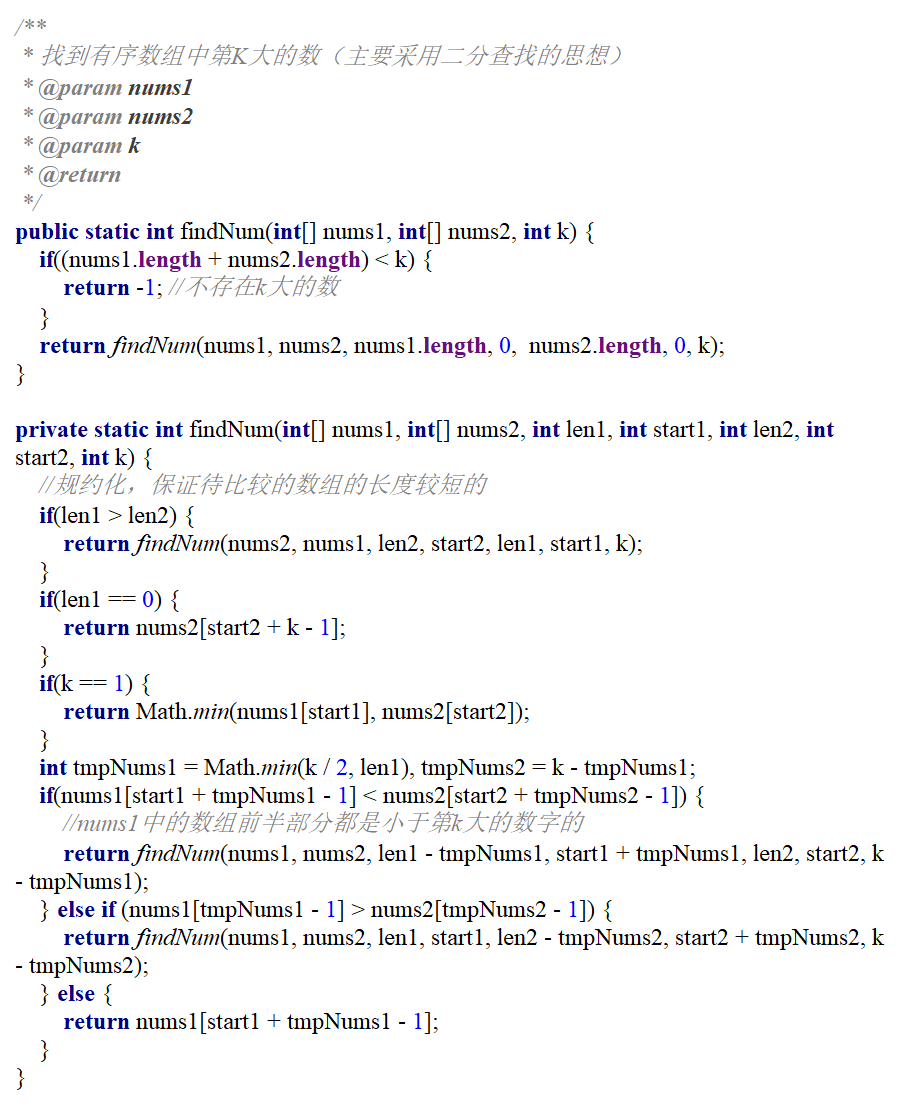 /**
 * 找到有序数组中第K大的数（主要采用二分查找的思想）
 * @param nums1
 * @param nums2
 * @param k
 * @return
 */
public static int findNum(int[] nums1, int[] nums2, int k) {
    if((nums1.length + nums2.length) < k) {
        return -1; //不存在k大的数
    }
    return findNum(nums1, nums2, nums1.length, 0,  nums2.length, 0, k);
}

private static int findNum(int[] nums1, int[] nums2, int len1, int start1, int len2, int
start2, int k) {
    //规约化，保证待比较的数组的长度较短的
    if(len1 > len2) {
        return findNum(nums2, nums1, len2, start2, len1, start1, k);
    }
    if(len1 == 0) {
        return nums2[start2 + k - 1];
    }
    if(k == 1) {
        return Math.min(nums1[start1], nums2[start2]);
    }
    int tmpNums1 = Math.min(k / 2, len1), tmpNums2 = k - tmpNums1;
    if(nums1[start1 + tmpNums1 - 1] < nums2[start2 + tmpNums2 - 1]) {
        //nums1中的数组前半部分都是小于第k大的数字的
        return findNum(nums1, nums2, len1 - tmpNums1, start1 + tmpNums1, len2, start2, k
- tmpNums1);
    } else if (nums1[tmpNums1 - 1] > nums2[tmpNums2 - 1]) {
        return findNum(nums1, nums2, len1, start1, len2 - tmpNums2, start2 + tmpNums2, k
- tmpNums2);
    } else {
        return nums1[start1 + tmpNums1 - 1];
    }
}